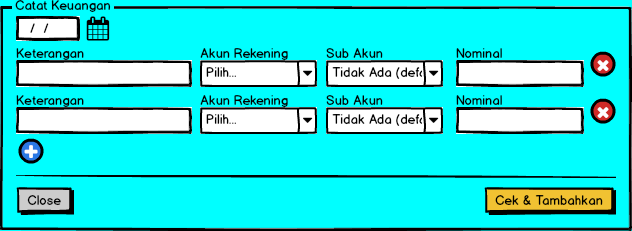 Catat Keuangan
/ /
Keterangan Akun Rekening Sub Akun Nominal
Pilih... Tidak Ada (defa
Keterangan Akun Rekening Sub Akun Nominal
Pilih... Tidak Ada (defa
Close Cek & Tambahkan